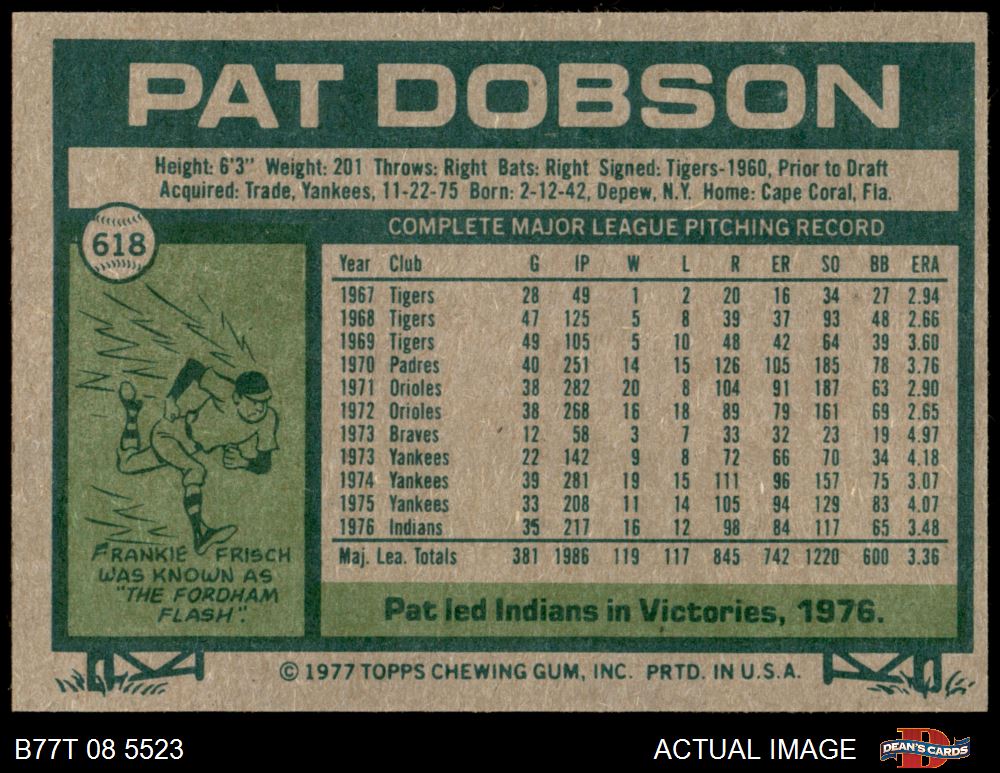 PAT DOBSON
Height: 6'3" Weight: 201 Throws: Right Bats: Right Signed: Tigers-1960, Prior to Draft
Acquired: Trade, Yankees, 11-22-75 Born: 2-12-42, Depew, N.Y. Home: Cape Coral, Fla.
618
COMPLETE MAJOR LEAGUE PITCHING RECORD
Year Club G IP W L R ER SO BB ERA
1967 Tigers 28 49 1 2 20 16 34 27 2.94
1968 Tigers 47 125 5 8 39 37 93 48 2.66
1969 Tigers 49 105 5 10 48 42 64 39 3.60
1970 Padres 40 251 14 15 126 105 185 78 3.76
1971 Orioles 38 282 20 8 104 91 187 63 2.90
1972 Orioles 38 268 16 18 89 79 161 69 2.65
1973 Braves 12 58 3 7 33 32 23 19 4.97
1973 Yankees 22 142 9 8 72 66 70 34 4.18
1974 Yankees 39 281 19 15 111 96 157 75 3.07
1975 Yankees 33 208 11 14 105 94 129 83 4.07
1976 Indians 35 217 16 12 98 84 117 65 3.48
Maj. Lea. Totals 381 1986 119 117 845 742 1220 600 3.36
FRANKIE FRISCH
WAS KNOWN AS
"THE FORDHAM
FLASH".
Pat led Indians in Victories, 1976.
© 1977 TOPPS CHEWING GUM, INC. PRTD. IN U.S.A.
B77T 08 5523
ACTUAL IMAGE
DEAN'S CARDS